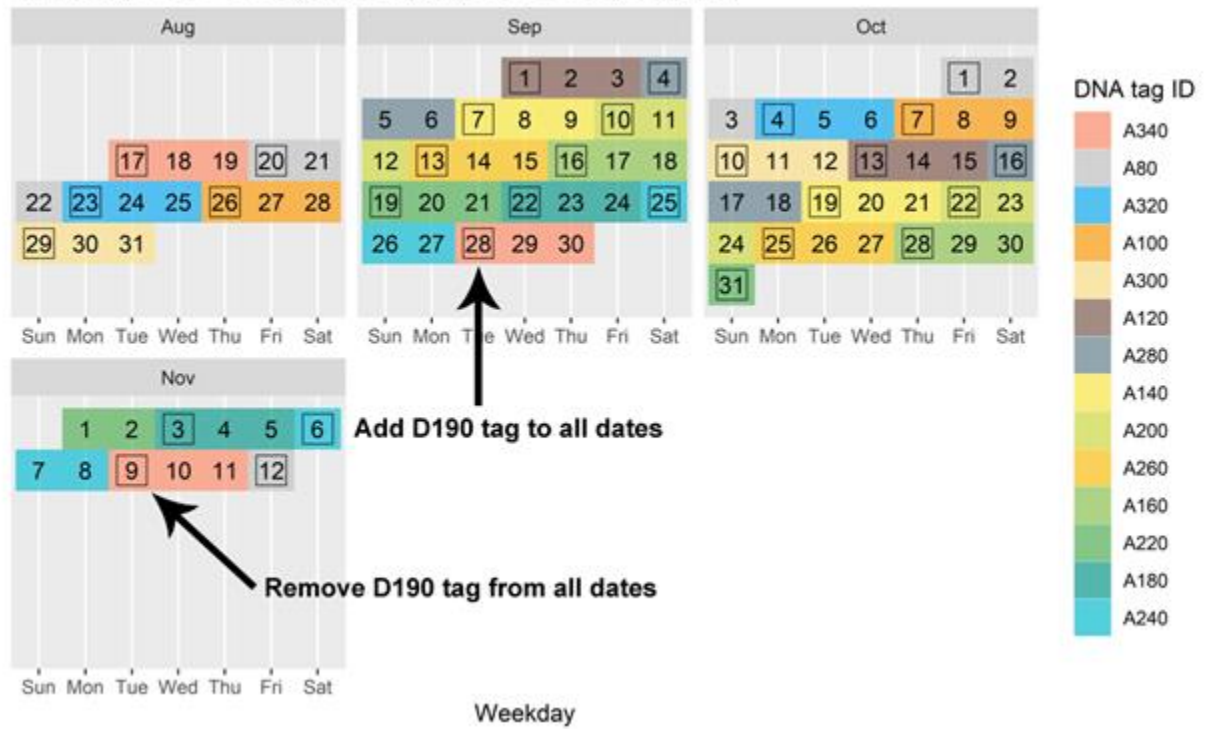 Aug
17 18 19 20 21
22 23 24 25 26 27 28
29 30 31
Sun Mon Tue Wed Thu Fri Sat
Sep
1 2 3 4
5 6 7 8 9 10 11
12 13 14 15 16 17 18
19 20 21 22 23 24 25
26 27 28 29 30
Sun Mon Tue Wed Thu Fri Sat
Oct
1 2
3 4 5 6 7 8 9
10 11 12 13 14 15 16
17 18 19 20 21 22 23
24 25 26 27 28 29 30
31
Sun Mon Tue Wed Thu Fri Sat
Nov
1 2 3 4 5 6
7 8 9 10 11 12
Sun Mon Tue Wed Thu Fri Sat
Add D190 tag to all dates
Remove D190 tag from all dates
Weekday
DNA tag ID
A340
A80
A320
A100
A300
A120
A280
A140
A200
A260
A160
A220
A180
A240